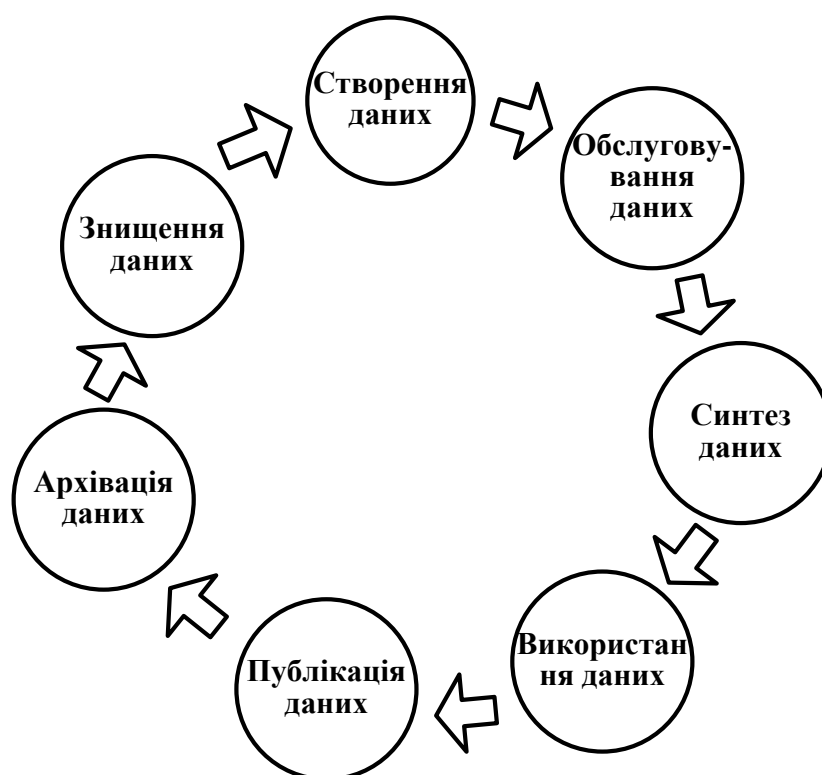 Створення
даних
Обслугову-
вання
даних
Синтез
даних
Використан
ня даних
Публікація
даних
Архівація
даних
Знищення
даних